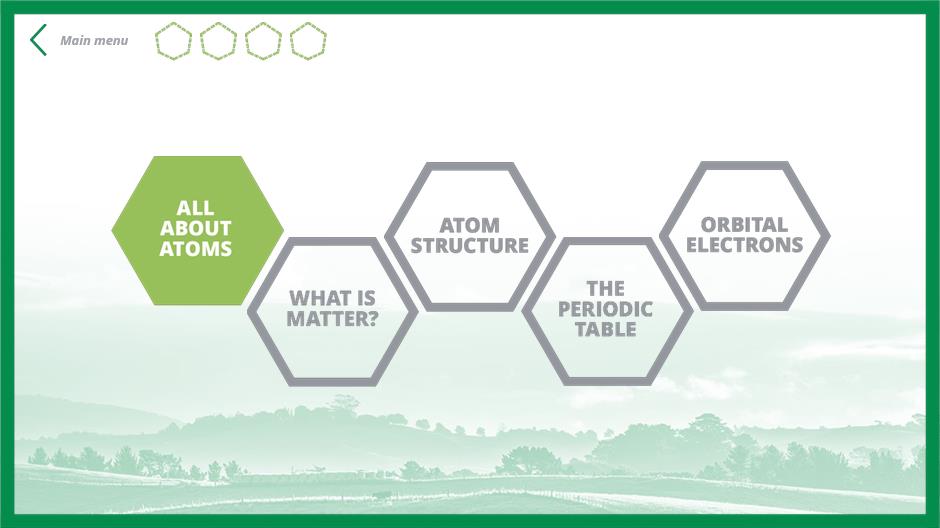 Main menu
ALL
ABOUT
ATOMS
WHAT IS
MATTER?
ATOM
STRUCTURE
THE
PERIODIC
TABLE
ORBITAL
ELECTRONS